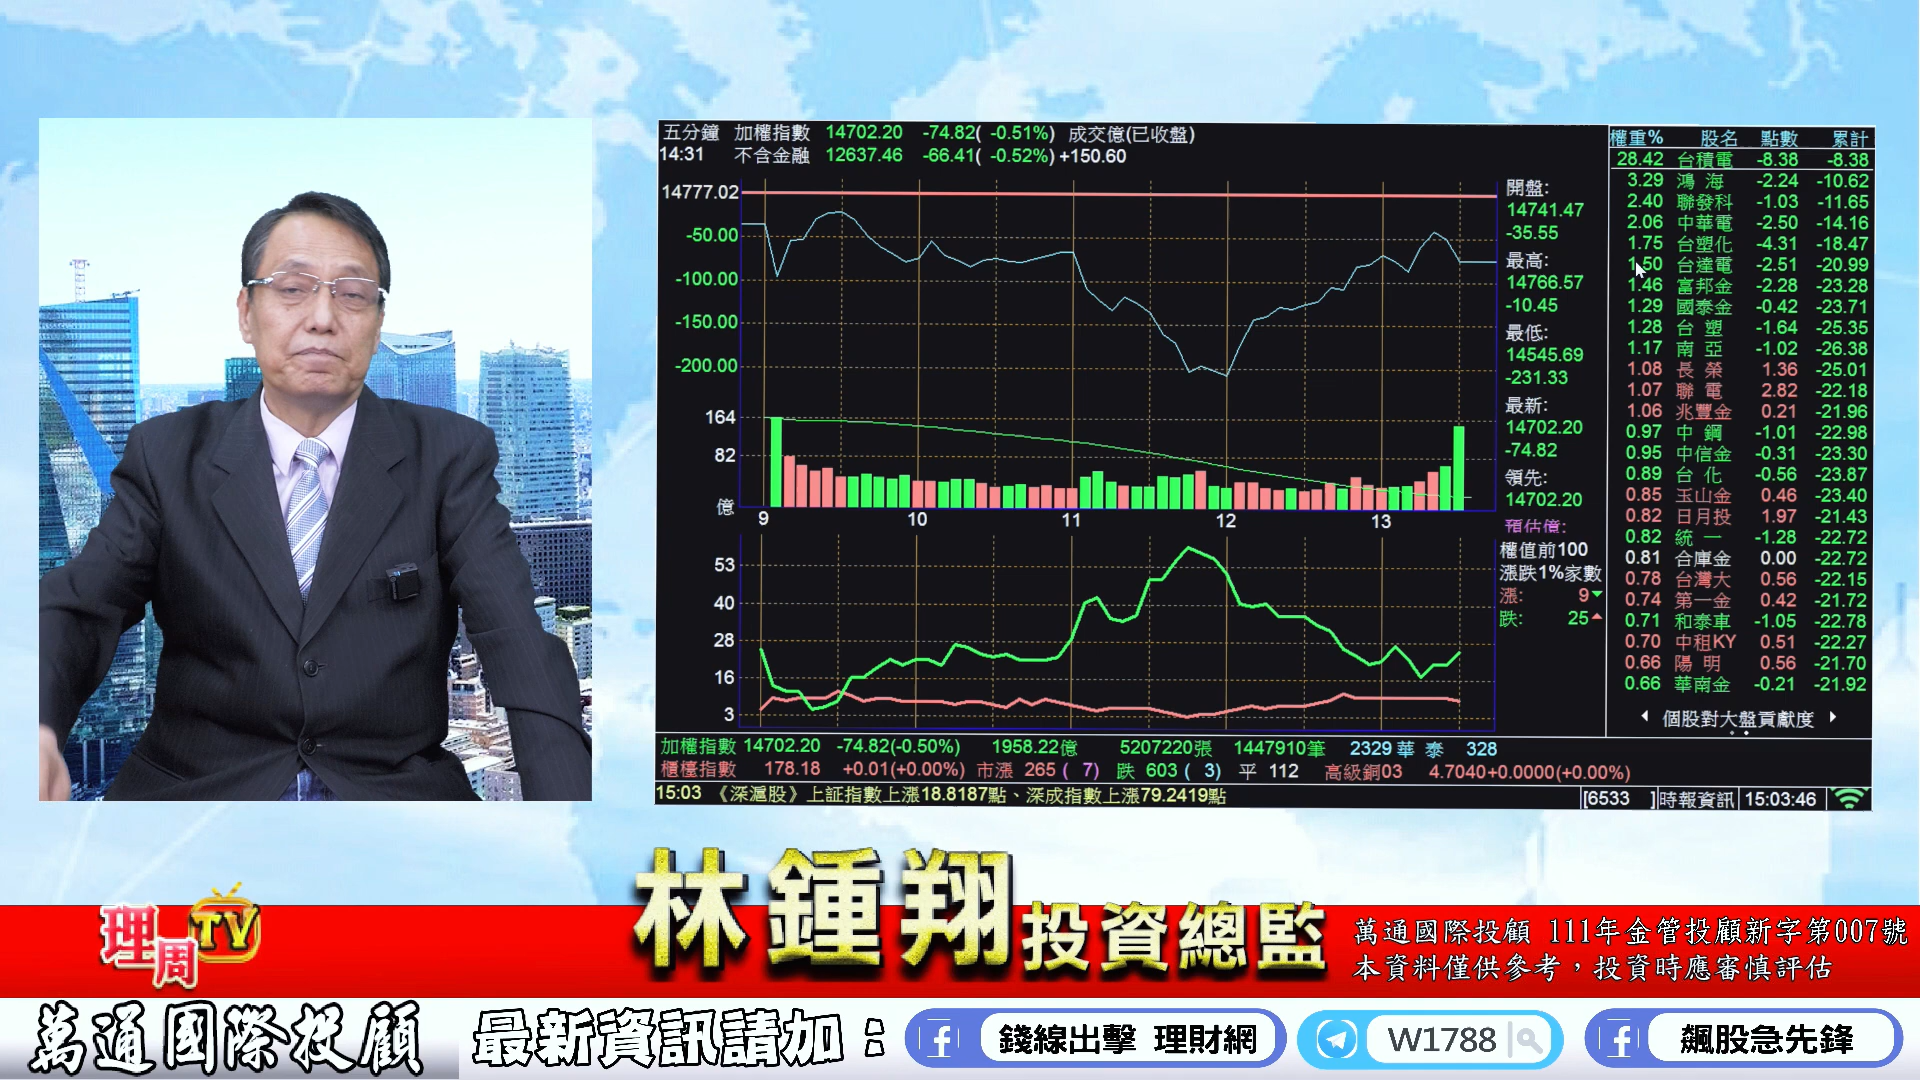 五分鐘 加權指數 14702.20 -74.82( -0.51%) 成交億(已收盤)
14:31 不含金融 12637.46 -66.41( -0.52%) +150.60
14777.02
-50.00
-100.00
-150.00
-200.00
164
82
億
9 10 11 12 13
53
40
28
16
3
開盤:
14741.47
-35.55
最高:
14766.57
-10.45
最低:
14545.69
-231.33
最新:
14702.20
-74.82
領先:
14702.20
預估億:
權值前100
漲跌1%家數
漲: 9
跌: 25
權重% 股名 點數 累計
28.42 台積電 -8.38 -8.38
3.29 鴻 海 -2.24 -10.62
2.40 聯發科 -1.03 -11.65
2.06 中華電 -2.50 -14.16
1.75 台塑化 -4.31 -18.47
1.50 台達電 -2.51 -20.99
1.46 富邦金 -2.28 -23.28
1.29 國泰金 -0.42 -23.71
1.28 台 塑 -1.64 -25.35
1.17 南 亞 -1.02 -26.38
1.08 長 榮 1.36 -25.01
1.07 聯 電 2.82 -22.18
1.06 兆豐金 0.21 -21.96
0.97 中 鋼 -1.01 -22.98
0.95 中信金 -0.31 -23.30
0.89 台 化 -0.56 -23.87
0.85 玉山金 0.46 -23.40
0.82 日月投 1.97 -21.43
0.82 統 一 -1.28 -22.72
0.81 合庫金 0.00 -22.72
0.78 台灣大 0.56 -22.15
0.74 第一金 0.42 -21.72
0.71 和泰車 -1.05 -22.78
0.70 中租KY 0.51 -22.27
0.66 陽 明 0.56 -21.70
0.66 華南金 -0.21 -21.92
個股對大盤貢獻度
加權指數 14702.20 -74.82(-0.50%) 1958.22億 5207220張 1447910筆 2329 華 泰 328
櫃檯指數 178.18 +0.01(+0.00%) 市漲 265 ( 7) 跌 603 ( 3) 平 112 高級銅03 4.7040+0.0000(+0.00%)
15:03 《深滬股》上証指數上漲18.8187點、深成指數上漲79.2419點
[6533 ] 時報資訊 15:03:46
林鍾翔 投資總監
理周TV
萬通國際投顧 111年金管投顧新字第007號
本資料僅供參考，投資時應審慎評估
萬通國際投顧 最新資訊請加： 錢線出擊 理財網 W1788 飆股急先鋒